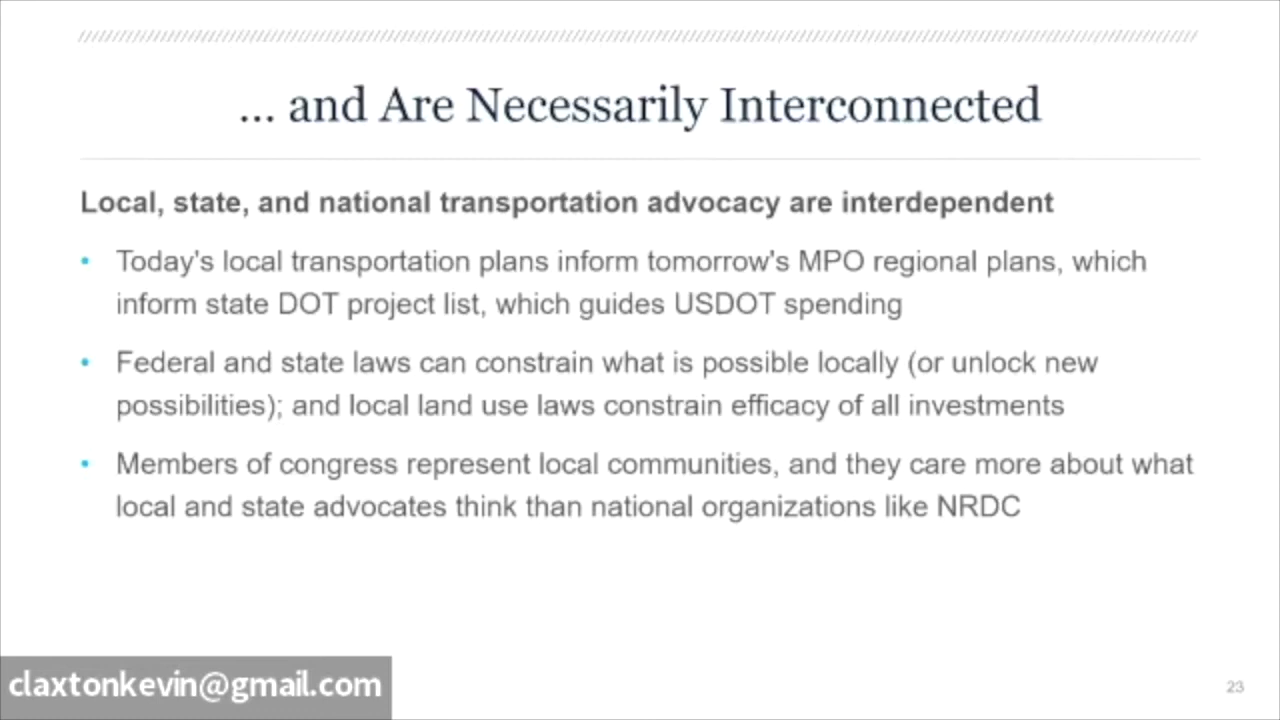 ... and Are Necessarily Interconnected
Local, state, and national transportation advocacy are interdependent
• Today's local transportation plans inform tomorrow's MPO regional plans, which
inform state DOT project list, which guides USDOT spending
• Federal and state laws can constrain what is possible locally (or unlock new
possibilities); and local land use laws constrain efficacy of all investments
• Members of congress represent local communities, and they care more about what
local and state advocates think than national organizations like NRDC
claxtonkevin@gmail.com
23